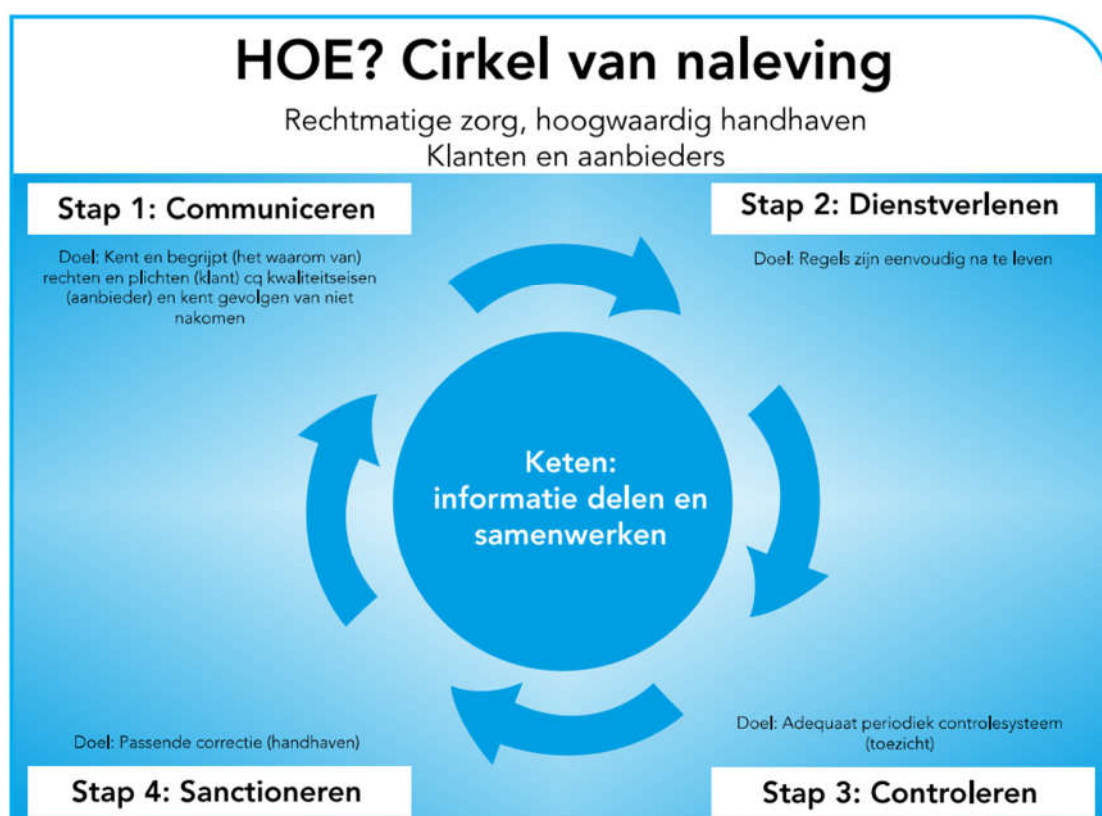 HOE? Cirkel van naleving
Rechtmatige zorg, hoogwaardig handhaven
Klanten en aanbieders
Stap 1: Communiceren
Doel: Kent en begrijpt (het waarom van)
rechten en plichten (klant) cq kwaliteitseisen
(aanbieder) en kent gevolgen van niet
nakomen
Stap 2: Dienstverlenen
Doel: Regels zijn eenvoudig na te leven
Keten:
informatie delen en
samenwerken
Doel: Passende correctie (handhaven)
Stap 4: Sanctioneren
Doel: Adequaat periodiek controlesysteem
(toezicht)
Stap 3: Controleren